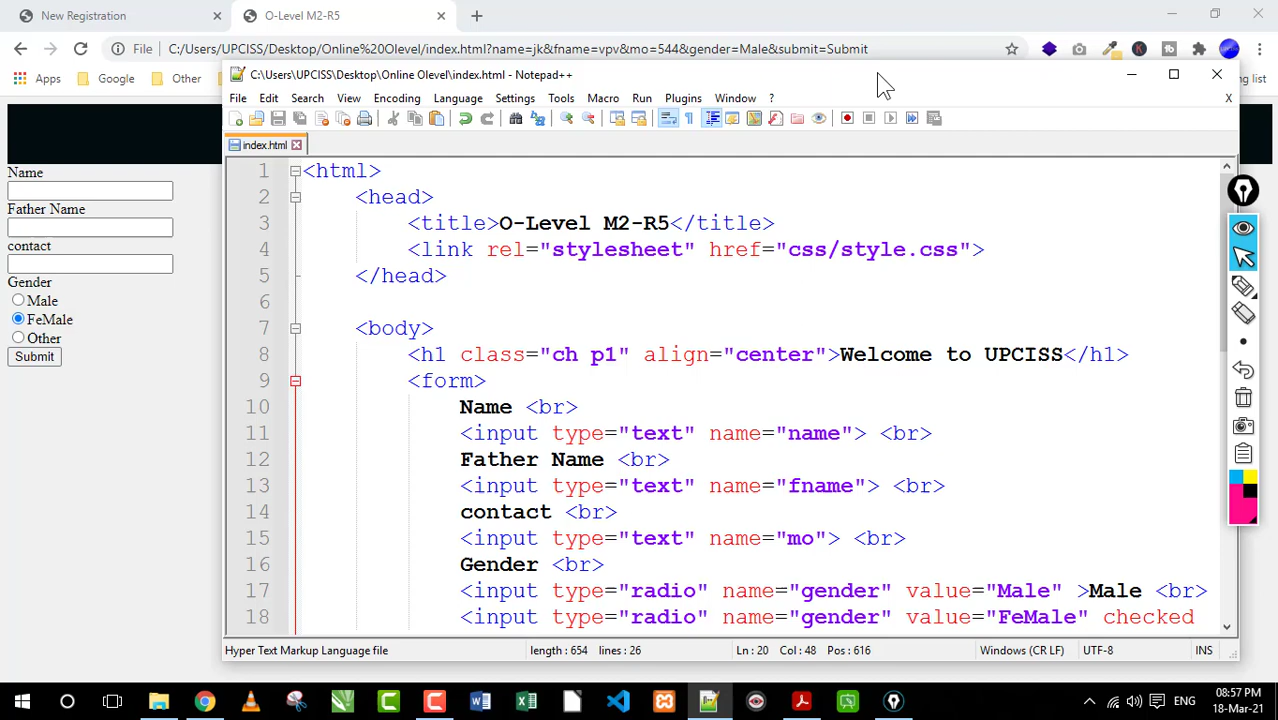 New Registration
O-Level M2-R5
File C:/Users/UPCISS/Desktop/Online%20Olevel/index.html?name=jk&fname=vpv&mo=544&gender=Male&submit=Submit
Apps Google Other
ng list
C:\Users\UPCISS\Desktop\Online Olevel\index.html - Notepad++
File Edit Search View Encoding Language Settings Tools Macro Run Plugins Window ? X
index.html
Name
Father Name
contact
Gender
Male
FeMale
Other
Submit
1 <html>
2 <head>
3 <title>O-Level M2-R5</title>
4 <link rel="stylesheet" href="css/style.css">
5 </head>
6
7 <body>
8 <h1 class="ch p1" align="center">Welcome to UPCISS</h1>
9 <form>
10 Name <br>
11 <input type="text" name="name"> <br>
12 Father Name <br>
13 <input type="text" name="fname"> <br>
14 contact <br>
15 <input type="text" name="mo"> <br>
16 Gender <br>
17 <input type="radio" name="gender" value="Male" >Male <br>
18 <input type="radio" name="gender" value="FeMale" checked
Hyper Text Markup Language file length : 654 lines : 26 Ln : 20 Col : 48 Pos : 616 Windows (CR LF) UTF-8 INS
ENG
08:57 PM
18-Mar-21